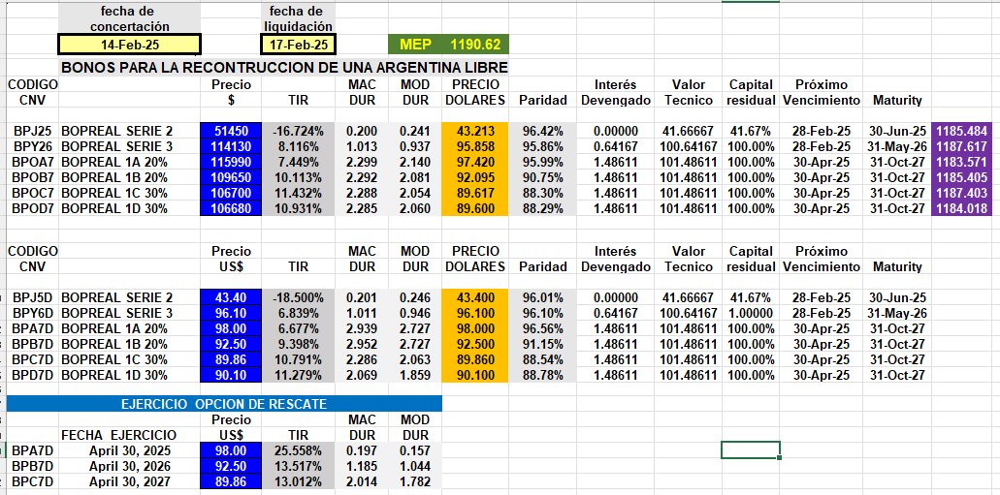 fecha de fecha de
concertación liquidación
14-Feb-25 17-Feb-25 MEP 1190.62
BONOS PARA LA RECONTRUCCION DE UNA ARGENTINA LIBRE
CODIGO Precio MAC MOD PRECIO Interés Valor Capital Próximo
CNV $ TIR DUR DUR DOLARES Paridad Devengado Tecnico residual Vencimiento Maturity
BPJ25 BOPREAL SERIE 2 51450 -16.724% 0.200 0.241 43.213 96.42% 0.00000 41.66667 41.67% 28-Feb-25 30-Jun-25 1185.484
BPY26 BOPREAL SERIE 3 114130 8.116% 1.013 0.937 95.858 95.86% 0.64167 100.64167 100.00% 28-Feb-25 31-May-26 1187.617
BPOA7 BOPREAL 1A 20% 115990 7.449% 2.299 2.140 97.420 95.99% 1.48611 101.48611 100.00% 30-Apr-25 31-Oct-27 1183.571
BPOB7 BOPREAL 1B 20% 109650 10.113% 2.292 2.081 92.095 90.75% 1.48611 101.48611 100.00% 30-Apr-25 31-Oct-27 1185.405
BPOC7 BOPREAL 1C 30% 106700 11.432% 2.288 2.054 89.617 88.30% 1.48611 101.48611 100.00% 30-Apr-25 31-Oct-27 1187.403
BPOD7 BOPREAL 1D 30% 106680 10.931% 2.285 2.060 89.600 88.29% 1.48611 101.48611 100.00% 30-Apr-25 31-Oct-27 1184.018
CODIGO Precio MAC MOD PRECIO Interés Valor Capital Próximo
CNV US$ TIR DUR DUR DOLARES Paridad Devengado Tecnico residual Vencimiento Maturity
BPJ5D BOPREAL SERIE 2 43.40 -18.500% 0.201 0.246 43.400 96.01% 0.00000 41.66667 41.67% 28-Feb-25 30-Jun-25
BPY6D BOPREAL SERIE 3 96.10 6.839% 1.011 0.946 96.100 96.10% 0.64167 100.64167 1.00000 28-Feb-25 31-May-26
BPA7D BOPREAL 1A 20% 98.00 6.677% 2.939 2.727 98.000 96.56% 1.48611 101.48611 100.00% 30-Apr-25 31-Oct-27
BPB7D BOPREAL 1B 20% 92.50 9.398% 2.952 2.727 92.500 91.15% 1.48611 101.48611 100.00% 30-Apr-25 31-Oct-27
BPC7D BOPREAL 1C 30% 89.86 10.791% 2.286 2.063 89.860 88.54% 1.48611 101.48611 100.00% 30-Apr-25 31-Oct-27
BPD7D BOPREAL 1D 30% 90.10 11.279% 2.069 1.859 90.100 88.78% 1.48611 101.48611 100.00% 30-Apr-25 31-Oct-27
EJERCICIO OPCION DE RESCATE
Precio MAC MOD
FECHA EJERCICIO US$ TIR DUR DUR
BPA7D April 30, 2025 98.00 25.558% 0.197 0.157
BPB7D April 30, 2026 92.50 13.517% 1.185 1.044
BPC7D April 30, 2027 89.86 13.012% 2.014 1.782